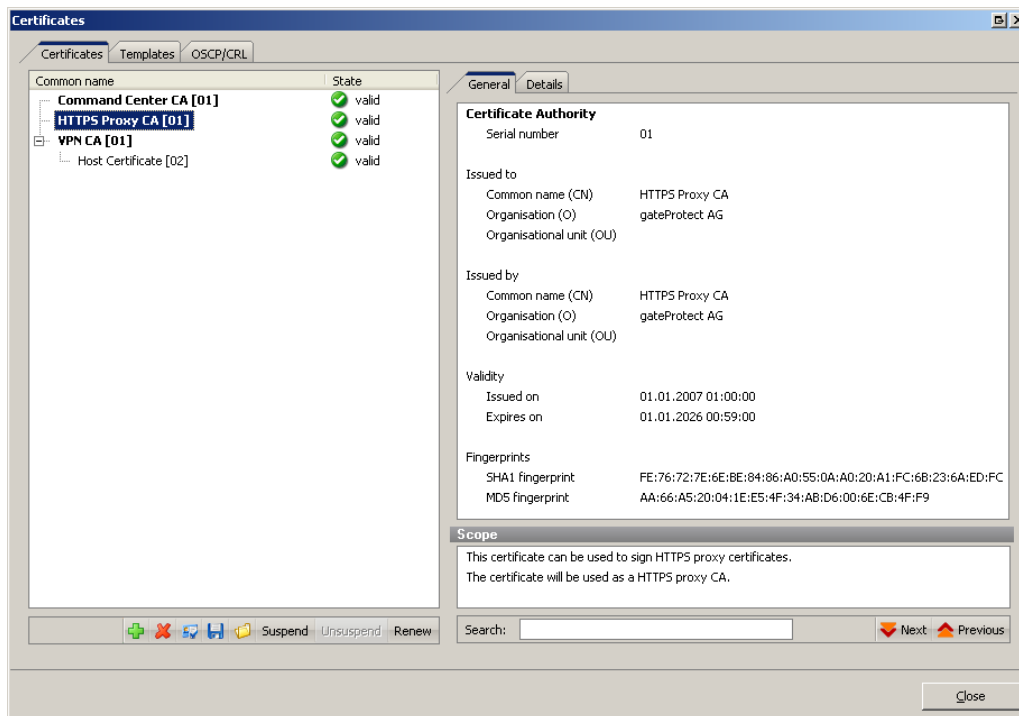 Certificates
Certificates Templates OSCP/CRL
Common name State
Command Center CA [01] valid
HTTPS Proxy CA [01] valid
VPN CA [01] valid
Host Certificate [02] valid
Suspend Unsuspend Renew
General Details
Certificate Authority
Serial number 01
Issued to
Common name (CN) HTTPS Proxy CA
Organisation (O) gateProtect AG
Organisational unit (OU)
Issued by
Common name (CN) HTTPS Proxy CA
Organisation (O) gateProtect AG
Organisational unit (OU)
Validity
Issued on 01.01.2007 01:00:00
Expires on 01.01.2026 00:59:00
Fingerprints
SHA1 fingerprint FE:76:72:7E:6E:BE:84:86:A0:55:0A:A0:20:A1:FC:6B:23:6A:ED:FC
MD5 fingerprint AA:66:A5:20:04:1E:E5:4F:34:AB:D6:00:6E:CB:4F:F9
Scope
This certificate can be used to sign HTTPS proxy certificates.
The certificate will be used as a HTTPS proxy CA.
Search: Next Previous
Close